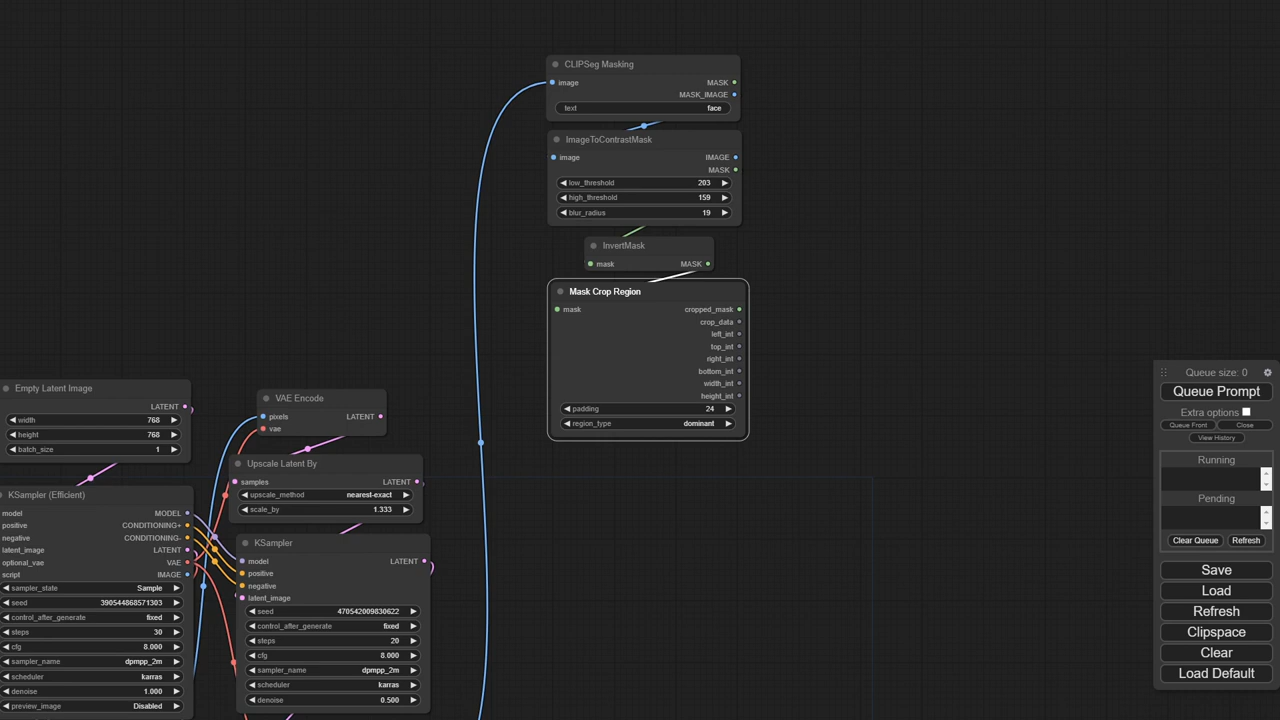 CLIPSeg Masking
image MASK
MASK_IMAGE
text face
ImageToContrastMask
image IMAGE
MASK
low_threshold 203
high_threshold 159
blur_radius 19
InvertMask
mask MASK
Mask Crop Region
mask cropped_mask
crop_data
left_int
top_int
right_int
bottom_int
width_int
height_int
padding 24
region_type dominant
Empty Latent Image
LATENT
width 768
height 768
batch_size 1
VAE Encode
pixels LATENT
vae
Upscale Latent By
samples LATENT
upscale_method nearest-exact
scale_by 1.333
KSampler (Efficient)
model MODEL
positive CONDITIONING+
negative CONDITIONING-
latent_image LATENT
optional_vae VAE
script IMAGE
sampler_state Sample
seed 390544868571303
control_after_generate fixed
steps 30
cfg 8.000
sampler_name dpmpp_2m
scheduler karras
denoise 1.000
preview_image Disabled
KSampler
model LATENT
positive
negative
latent_image
seed 470542009830622
control_after_generate fixed
steps 20
cfg 8.000
sampler_name dpmpp_2m
scheduler karras
denoise 0.500
Queue size: 0
Queue Prompt
Extra options
Queue Front Close
View History
Running
Pending
Clear Queue Refresh
Save
Load
Refresh
Clipspace
Clear
Load Default